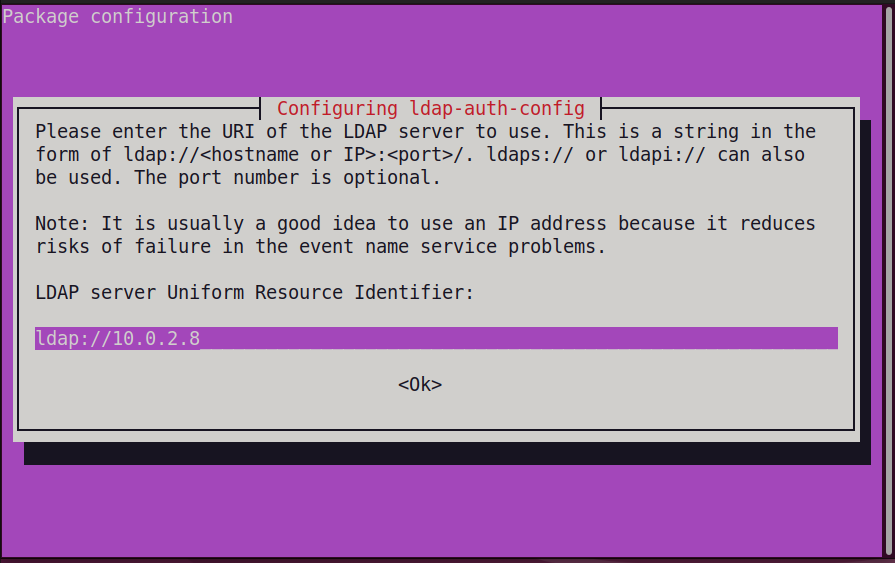 Package configuration
Configuring ldap-auth-config
Please enter the URI of the LDAP server to use. This is a string in the
form of ldap://<hostname or IP>:<port>/. ldaps:// or ldapi:// can also
be used. The port number is optional.
Note: It is usually a good idea to use an IP address because it reduces
risks of failure in the event name service problems.
LDAP server Uniform Resource Identifier:
ldap://10.0.2.8
<Ok>